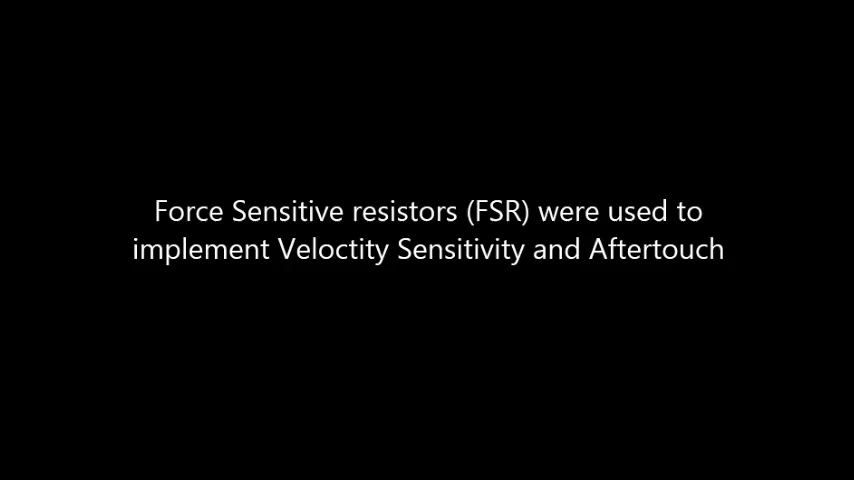 Force Sensitive resistors (FSR) were used to
implement Veloctity Sensitivity and Aftertouch